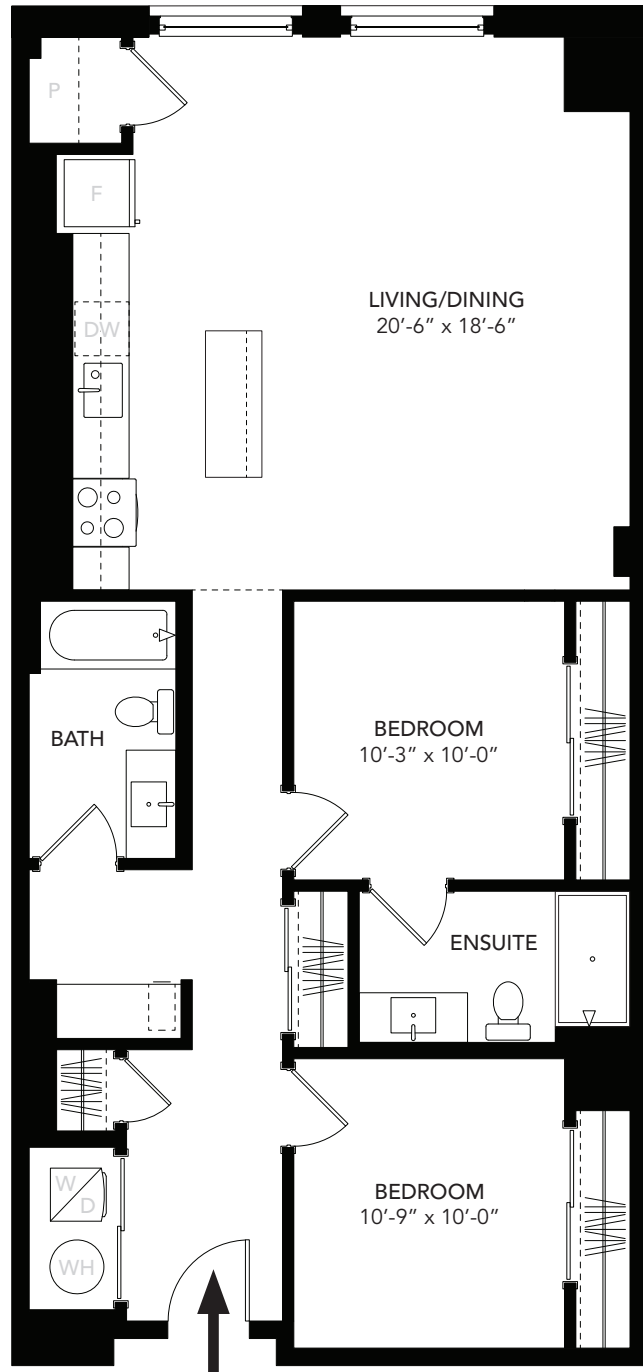 P
F
LIVING/DINING
20’-6” x 18’-6”
DW
BATH
BEDROOM
10’-3” x 10’-0”
ENSUITE
BEDROOM
10’-9” x 10’-0”
W
D
WH